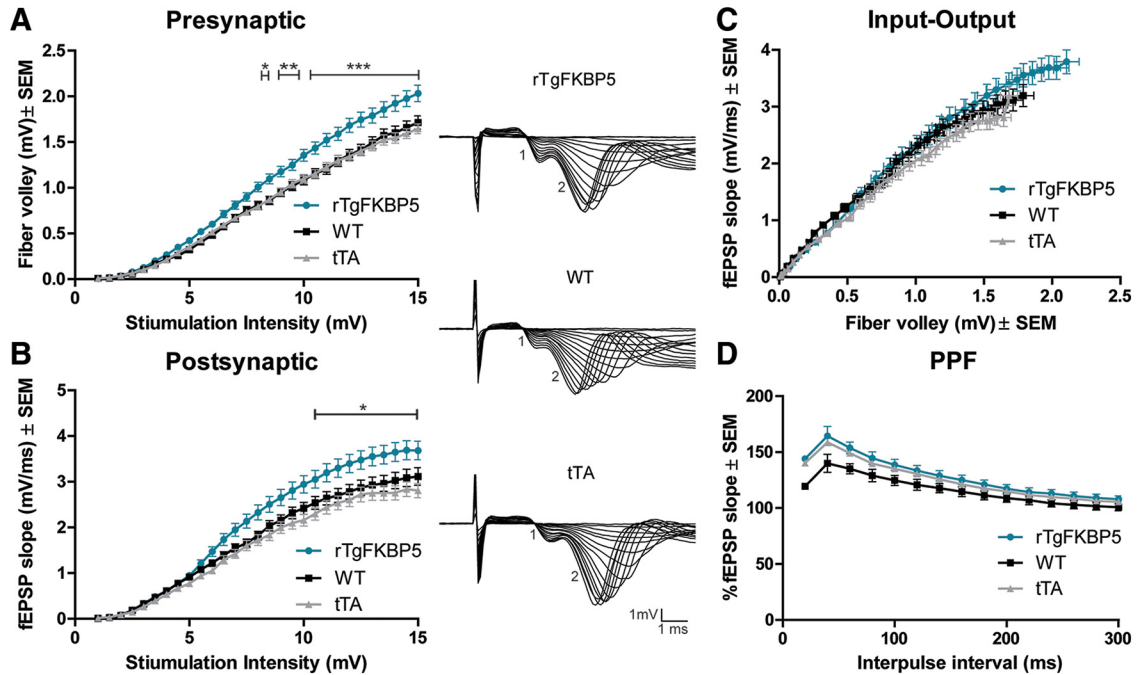 A
Presynaptic
Fiber volley (mV)± SEM
2.5
2.0
1.5
1.0
0.5
0.0
* ** ***
rTgFKBP5
WT
tTA
0 5 10 15
Stiumulation Intensity (mV)
B
Postsynaptic
fEPSP slope (mV/ms) ± SEM
5
4
3
2
1
0
*
rTgFKBP5
WT
tTA
0 5 10 15
Stiumulation Intensity (mV)
rTgFKBP5
1
2
WT
1
2
tTA
1
2
1mV
1 ms
C
Input-Output
fEPSP slope (mV/ms) ± SEM
4
3
2
1
0
rTgFKBP5
WT
tTA
0.0 0.5 1.0 1.5 2.0 2.5
Fiber volley (mV)± SEM
D
PPF
%fEPSP slope ± SEM
200
150
100
50
0
rTgFKBP5
WT
tTA
0 100 200 300
Interpulse interval (ms)